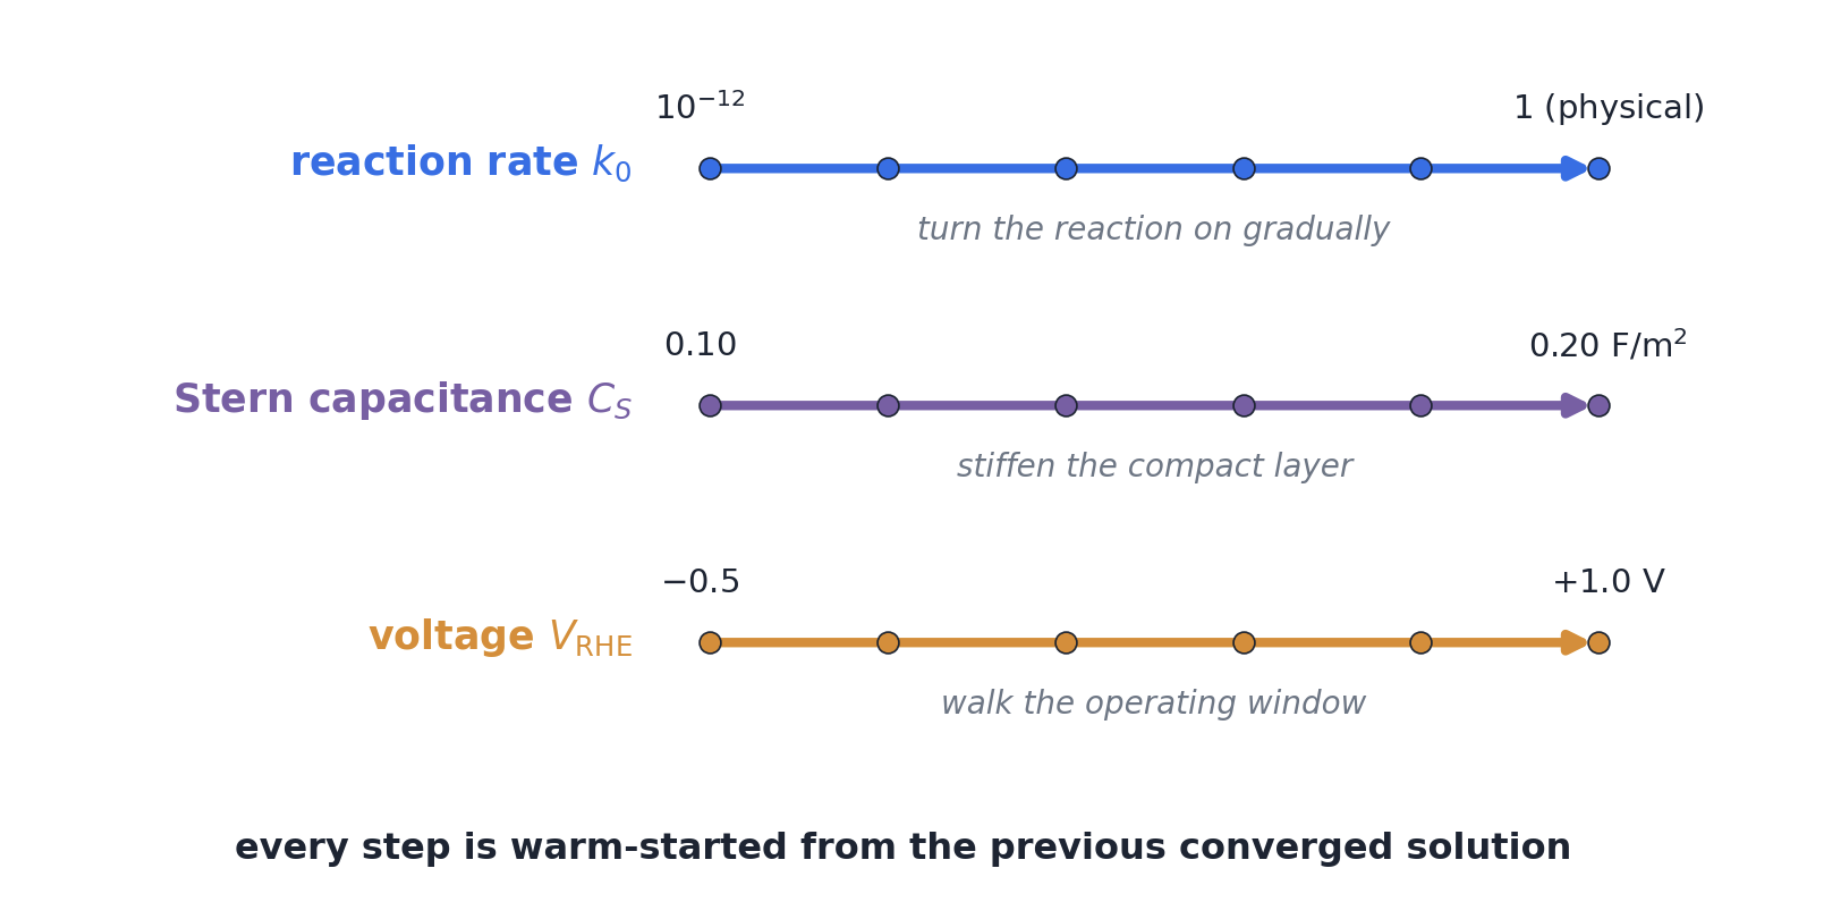 10⁻¹² 1 (physical)
reaction rate k₀
turn the reaction on gradually
0.10 0.20 F/m²
Stern capacitance C_S
stiffen the compact layer
−0.5 +1.0 V
voltage V_RHE
walk the operating window
every step is warm-started from the previous converged solution